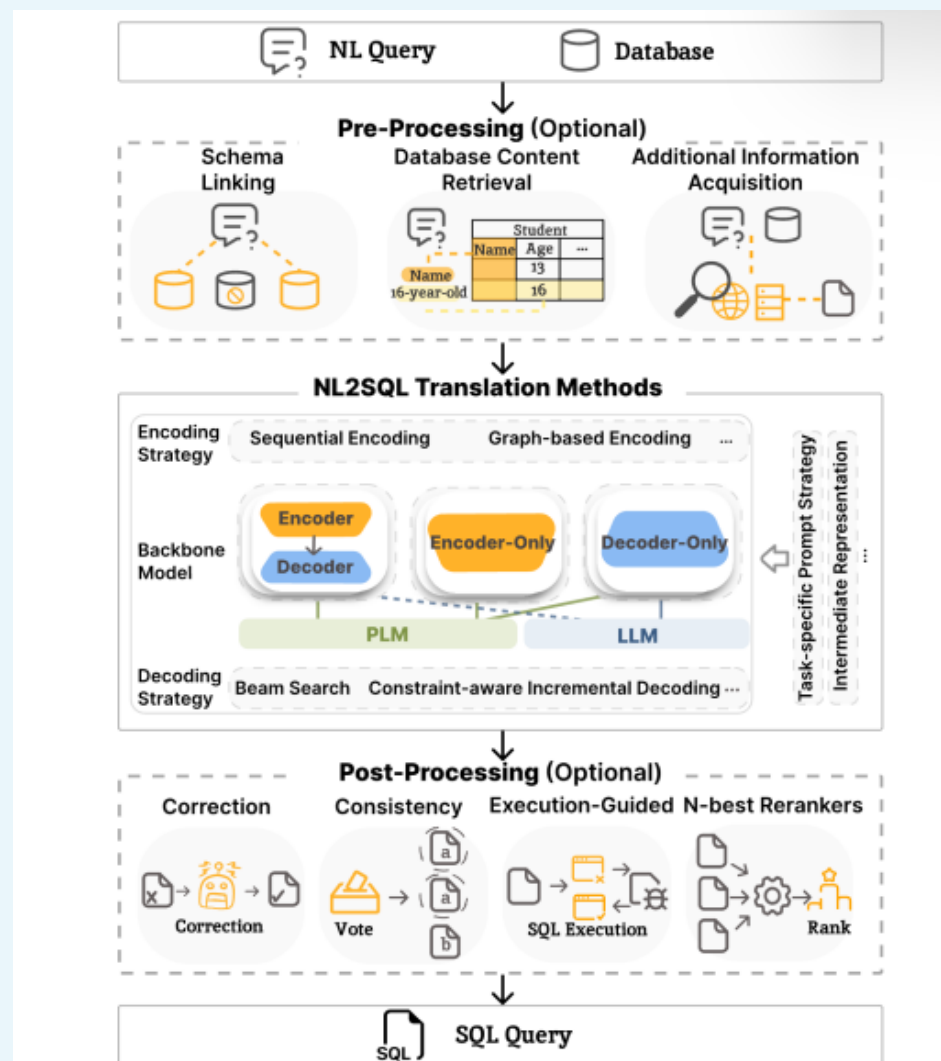 NL Query
Database
Pre-Processing (Optional)
Schema
Linking
Database Content
Retrieval
Additional Information
Acquisition
Student
Name Age ...
13
16
Name
16-year-old
NL2SQL Translation Methods
Encoding
Strategy
Sequential Encoding
Graph-based Encoding
...
Backbone
Model
Encoder
Decoder
Encoder-Only
Decoder-Only
PLM
LLM
Decoding
Strategy
Beam Search
Constraint-aware Incremental Decoding ...
Task-specific Prompt Strategy
Intermediate Representation
...
Post-Processing (Optional)
Correction
Consistency
Execution-Guided
N-best Rerankers
Correction
Vote
a
a
b
SQL Execution
Rank
SQL
SQL Query